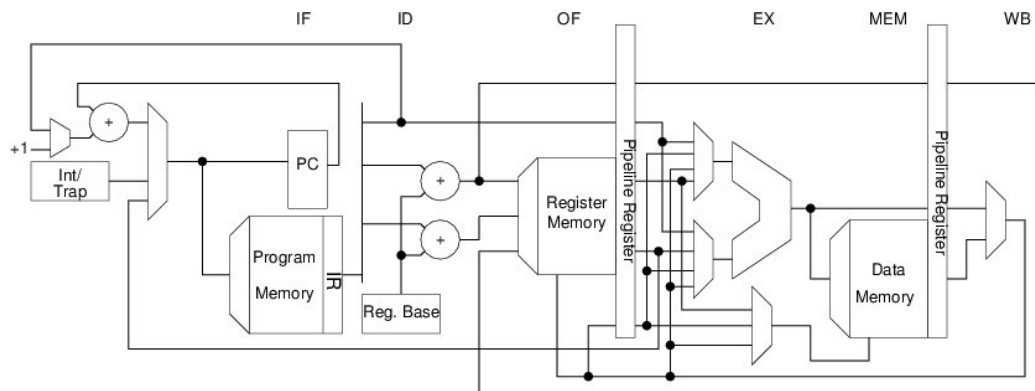 IF ID OF EX MEM WB
+
+1
Int/
Trap
PC
Program
Memory
IR
+
+
Reg. Base
Register
Memory
Pipeline Register
Data
Memory
Pipeline Register